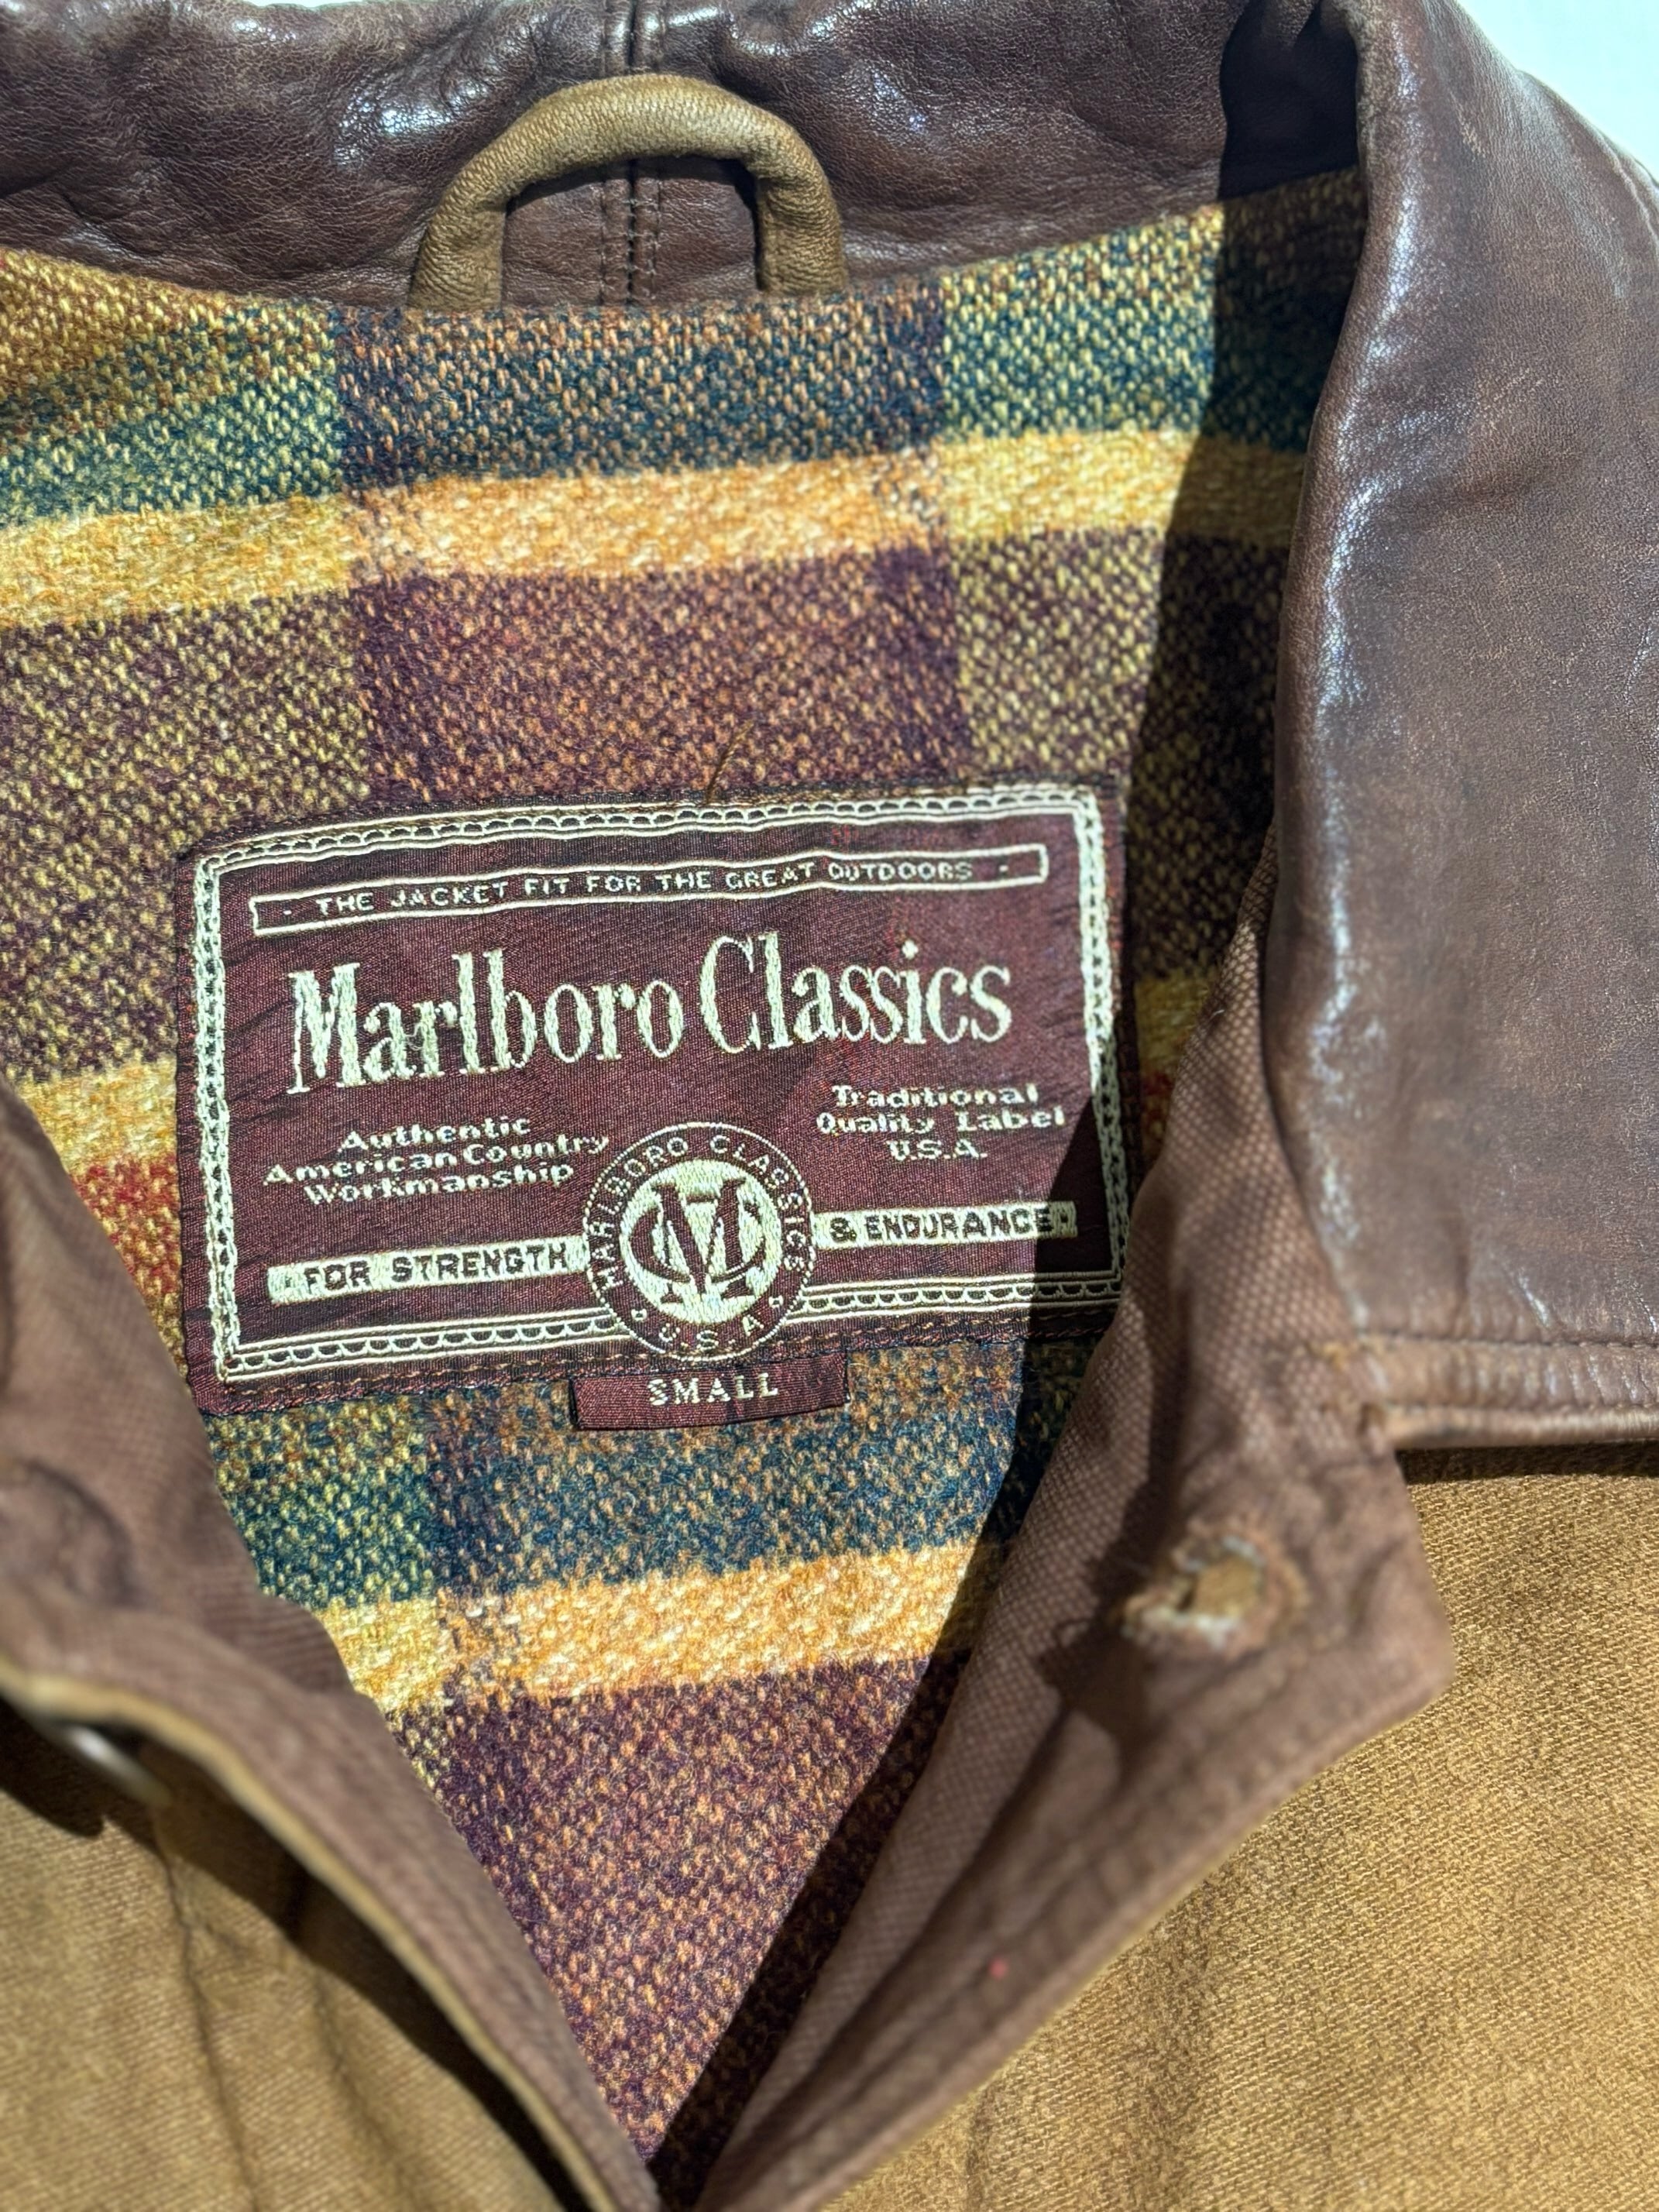 · THE JACKET FIT FOR THE GREAT OUTDOORS ·
Marlboro Classics
Authentic
American Country
Workmanship
Traditional
Quality Label
U.S.A.
· FOR STRENGTH
& ENDURANCE ·
MARLBORO CLASSICS
MC
U.S.A
SMALL